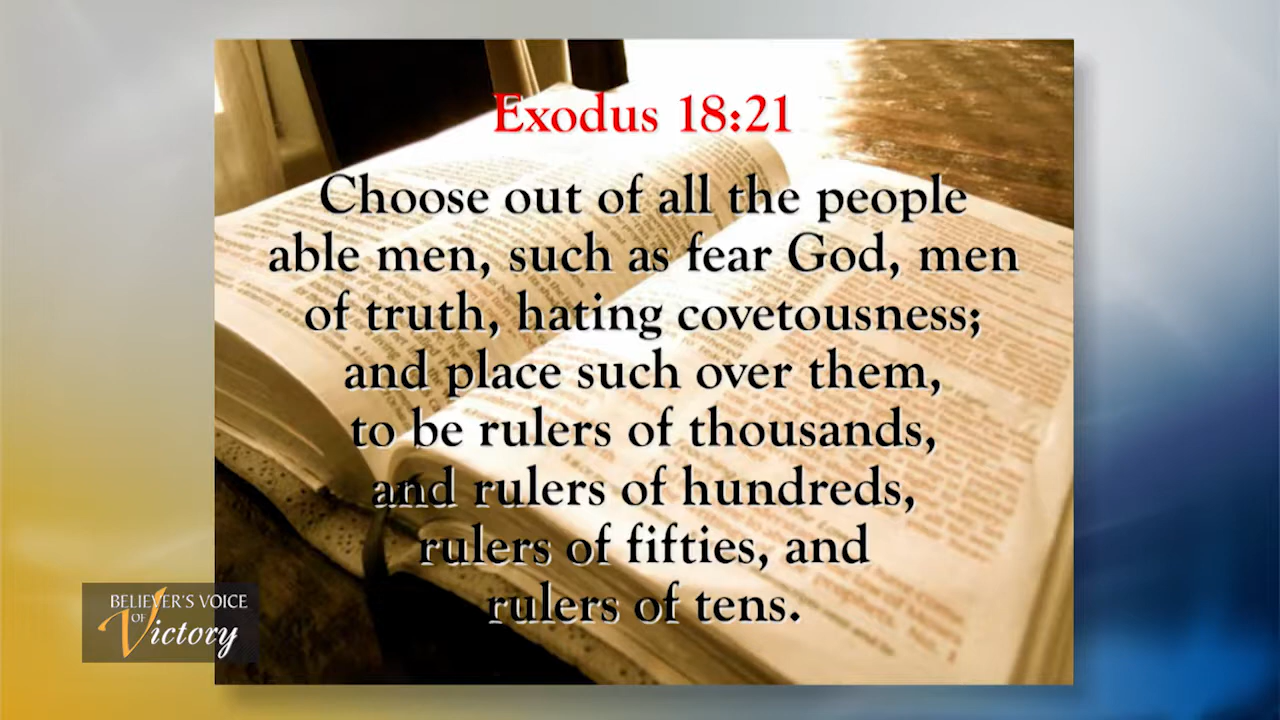 Exodus 18:21
Choose out of all the people
able men, such as fear God, men
of truth, hating covetousness;
and place such over them,
to be rulers of thousands,
and rulers of hundreds,
rulers of fifties, and
rulers of tens.
BELIEVER'S VOICE
OF
Victory